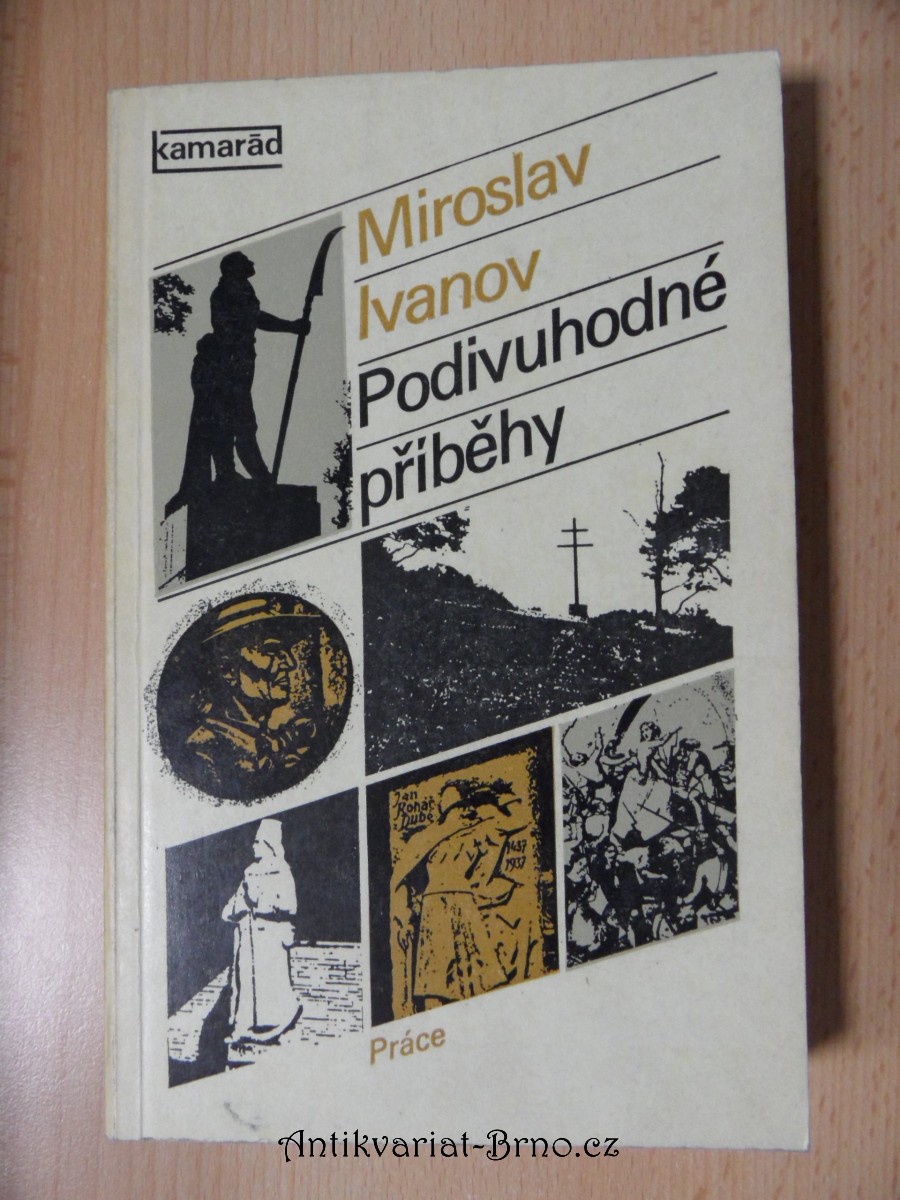 kamarád
Miroslav
Ivanov
Podivuhodné
příběhy
Jan
Roháč
z Dubé
1437
1937
Práce
Antikvariat-Brno.cz